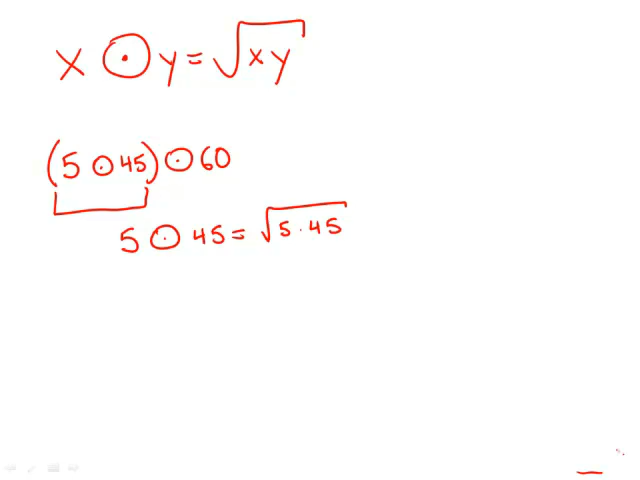 x ⊙ y = √xy
(5 ⊙ 45) ⊙ 60
5 ⊙ 45 = √5·45